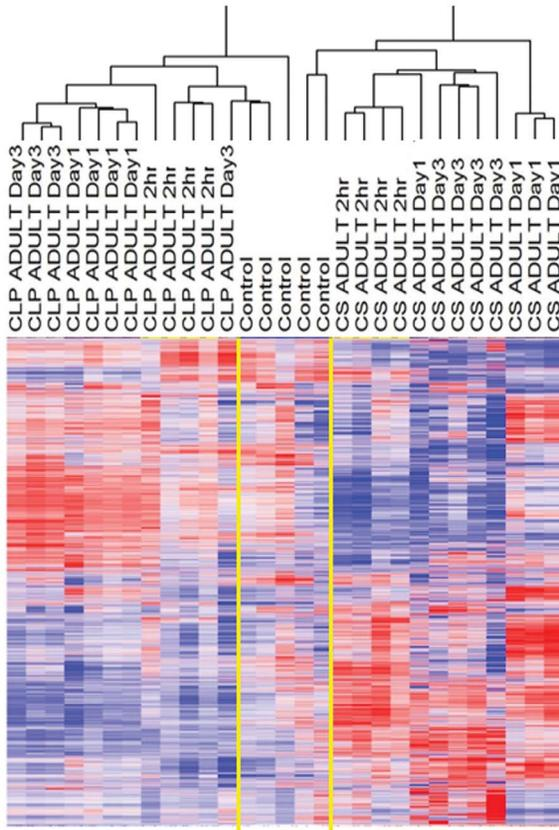 CLP ADULT Day3
CLP ADULT Day3
CLP ADULT Day3
CLP ADULT Day1
CLP ADULT Day1
CLP ADULT Day1
CLP ADULT Day1
CLP ADULT 2hr
CLP ADULT 2hr
CLP ADULT 2hr
CLP ADULT 2hr
CLP ADULT Day3
Control
Control
Control
Control
Control
CS ADULT 2hr
CS ADULT 2hr
CS ADULT 2hr
CS ADULT 2hr
CS ADULT Day1
CS ADULT Day3
CS ADULT Day3
CS ADULT Day3
CS ADULT Day3
CS ADULT Day1
CS ADULT Day1
CS ADULT Day1